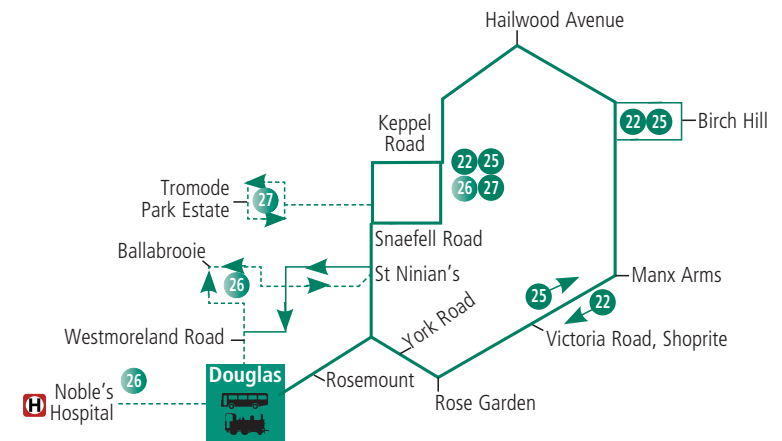 Hailwood Avenue
22 25
Birch Hill
Keppel
Road
22 25
26 27
Tromode
Park Estate
27
Snaefell Road
Ballabrooie
26
St Ninian's
Manx Arms
25
22
York Road
Westmoreland Road
Victoria Road, Shoprite
Douglas
Rosemount
26
Noble's
H Hospital
Rose Garden